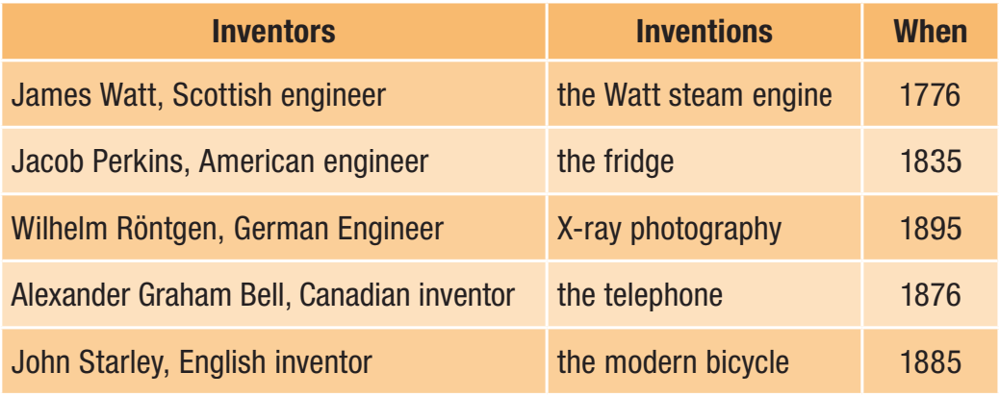 Inventors Inventions When
James Watt, Scottish engineer the Watt steam engine 1776
Jacob Perkins, American engineer the fridge 1835
Wilhelm Röntgen, German Engineer X-ray photography 1895
Alexander Graham Bell, Canadian inventor the telephone 1876
John Starley, English inventor the modern bicycle 1885